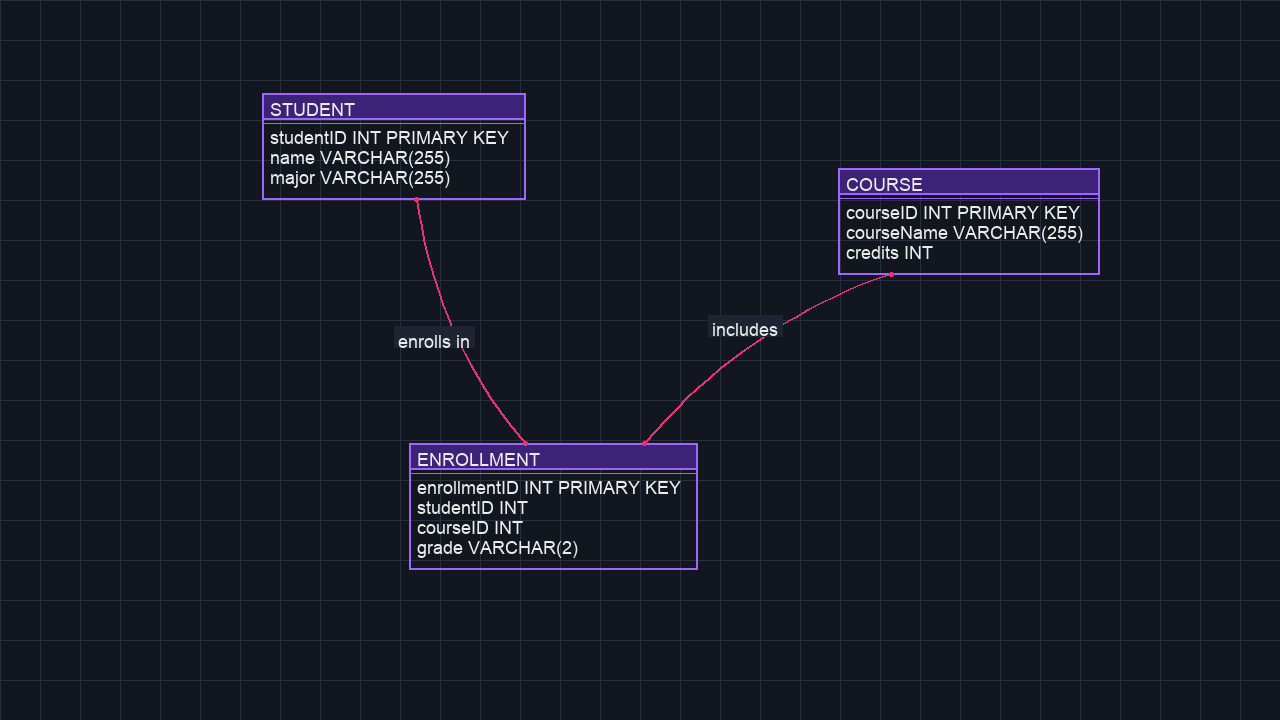 STUDENT
studentID INT PRIMARY KEY
name VARCHAR(255)
major VARCHAR(255)
COURSE
courseID INT PRIMARY KEY
courseName VARCHAR(255)
credits INT
enrolls in
includes
ENROLLMENT
enrollmentID INT PRIMARY KEY
studentID INT
courseID INT
grade VARCHAR(2)